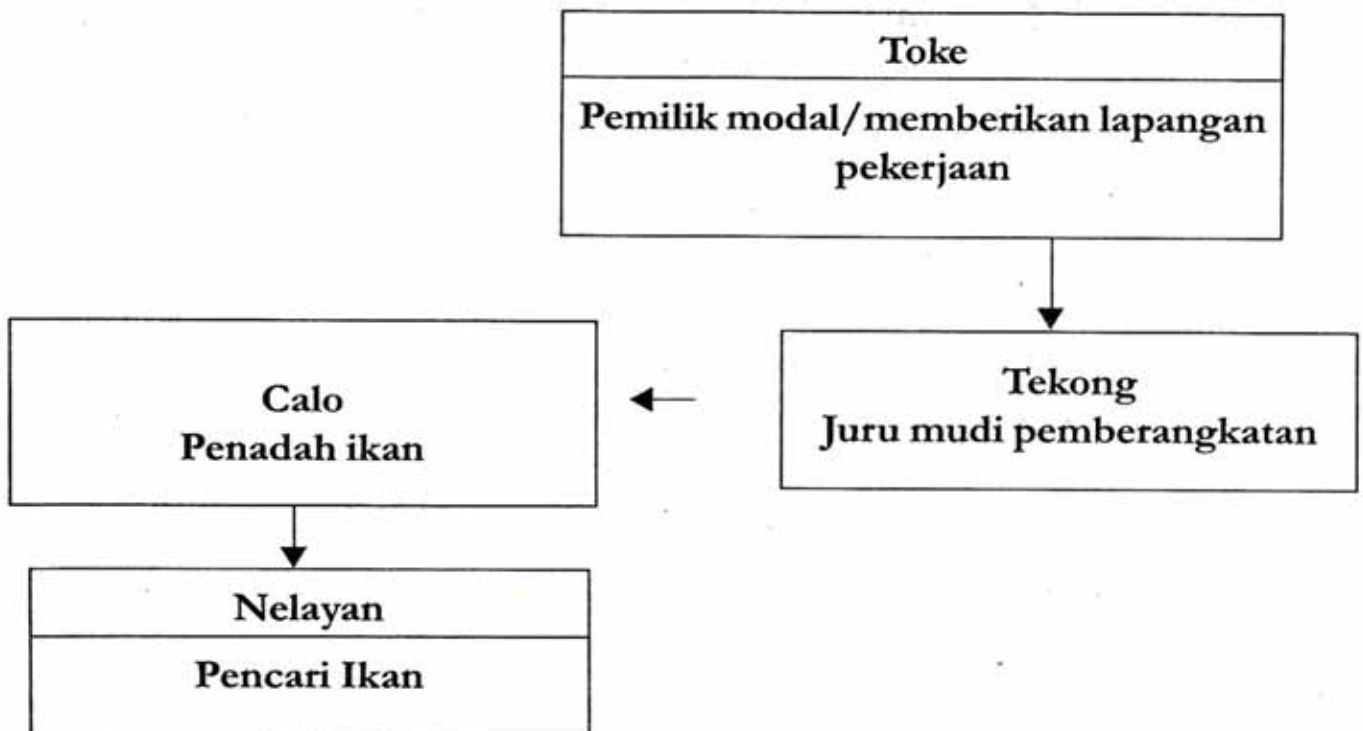 Toke
Pemilik modal/memberikan lapangan
pekerjaan
Tekong
Juru mudi pemberangkatan
Calo
Penadah ikan
Nelayan
Pencari Ikan